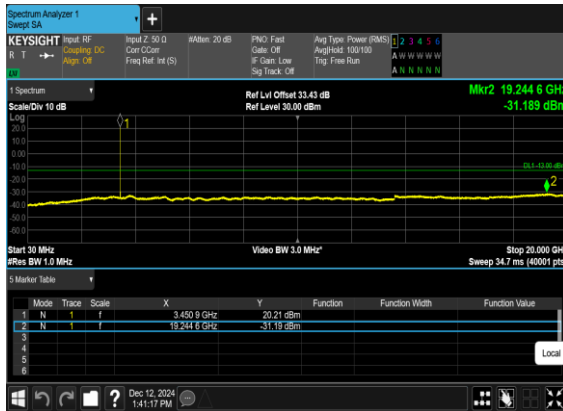 Spectrum Analyzer 1
Swept SA
KEYSIGHT Input: RF Input Z: 50 Ω #Atten: 20 dB PNO: Fast Avg Type: Power (RMS) 1 2 3 4 5 6
R T Coupling: DC Corr CCorr Gate: Off Avg|Hold: 100/100 A W W W W W
Align: Off Freq Ref: Int (S) IF Gain: Low Trig: Free Run
LXI Sig Track: Off A N N N N N
1 Spectrum Ref Lvl Offset 33.43 dB Mkr2 19.244 6 GHz
Scale/Div 10 dB Ref Level 30.00 dBm -31.189 dBm
Log
20.0
10.0
0.00
-10.0
-20.0
-30.0
-40.0
-50.0
-60.0
1
DL1 -13.00 dBm
2
Start 30 MHz Video BW 3.0 MHz* Stop 20.000 GH
#Res BW 1.0 MHz Sweep 34.7 ms (40001 pts
5 Marker Table
Mode Trace Scale X Y Function Function Width Function Value
1 N 1 f 3.450 9 GHz 20.21 dBm
2 N 1 f 19.244 6 GHz -31.19 dBm
3
4
5
6
Local
? Dec 12, 2024
1:41:17 PM